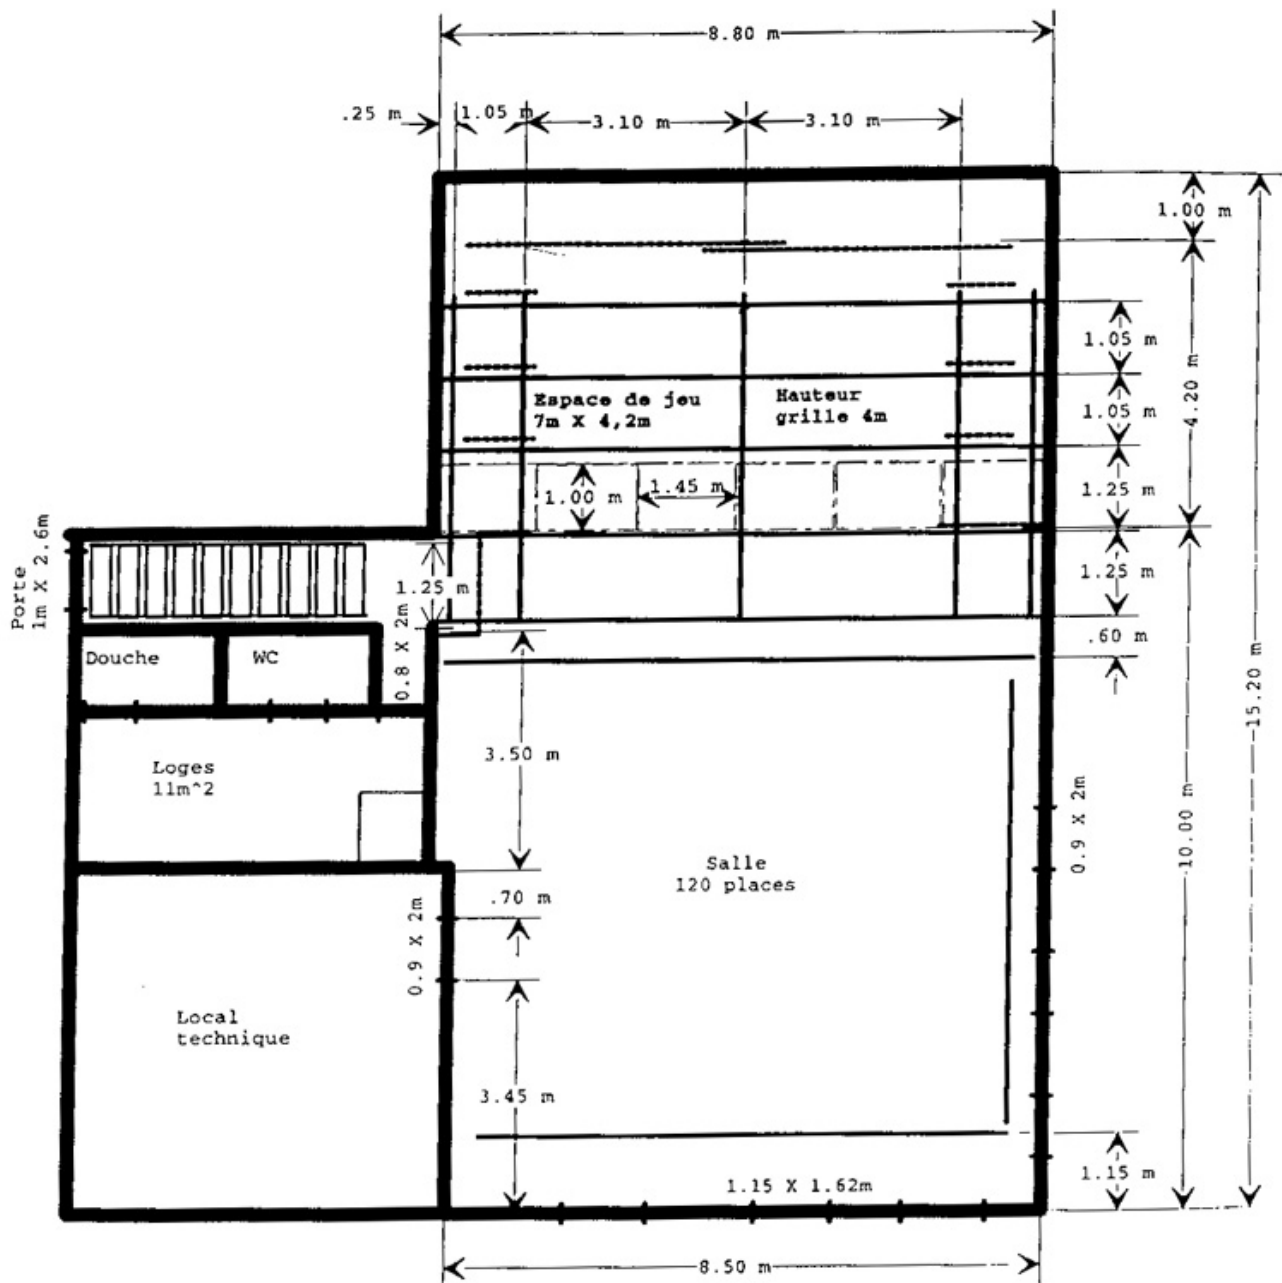 8.80 m
.25 m
1.05 m
3.10 m
3.10 m
1.00 m
1.05 m
4.20 m
Espace de jeu
7m X 4,2m
Hauteur
grille 4m
1.05 m
1.00 m
1.45 m
1.25 m
Porte
1m X 2.6m
1.25 m
1.25 m
.60 m
Douche
WC
0.8 X 2m
15.20 m
3.50 m
Loges
11m^2
0.9 X 2m
10.00 m
Salle
120 places
.70 m
0.9 X 2m
Local
technique
3.45 m
1.15 m
1.15 X 1.62m
8.50 m